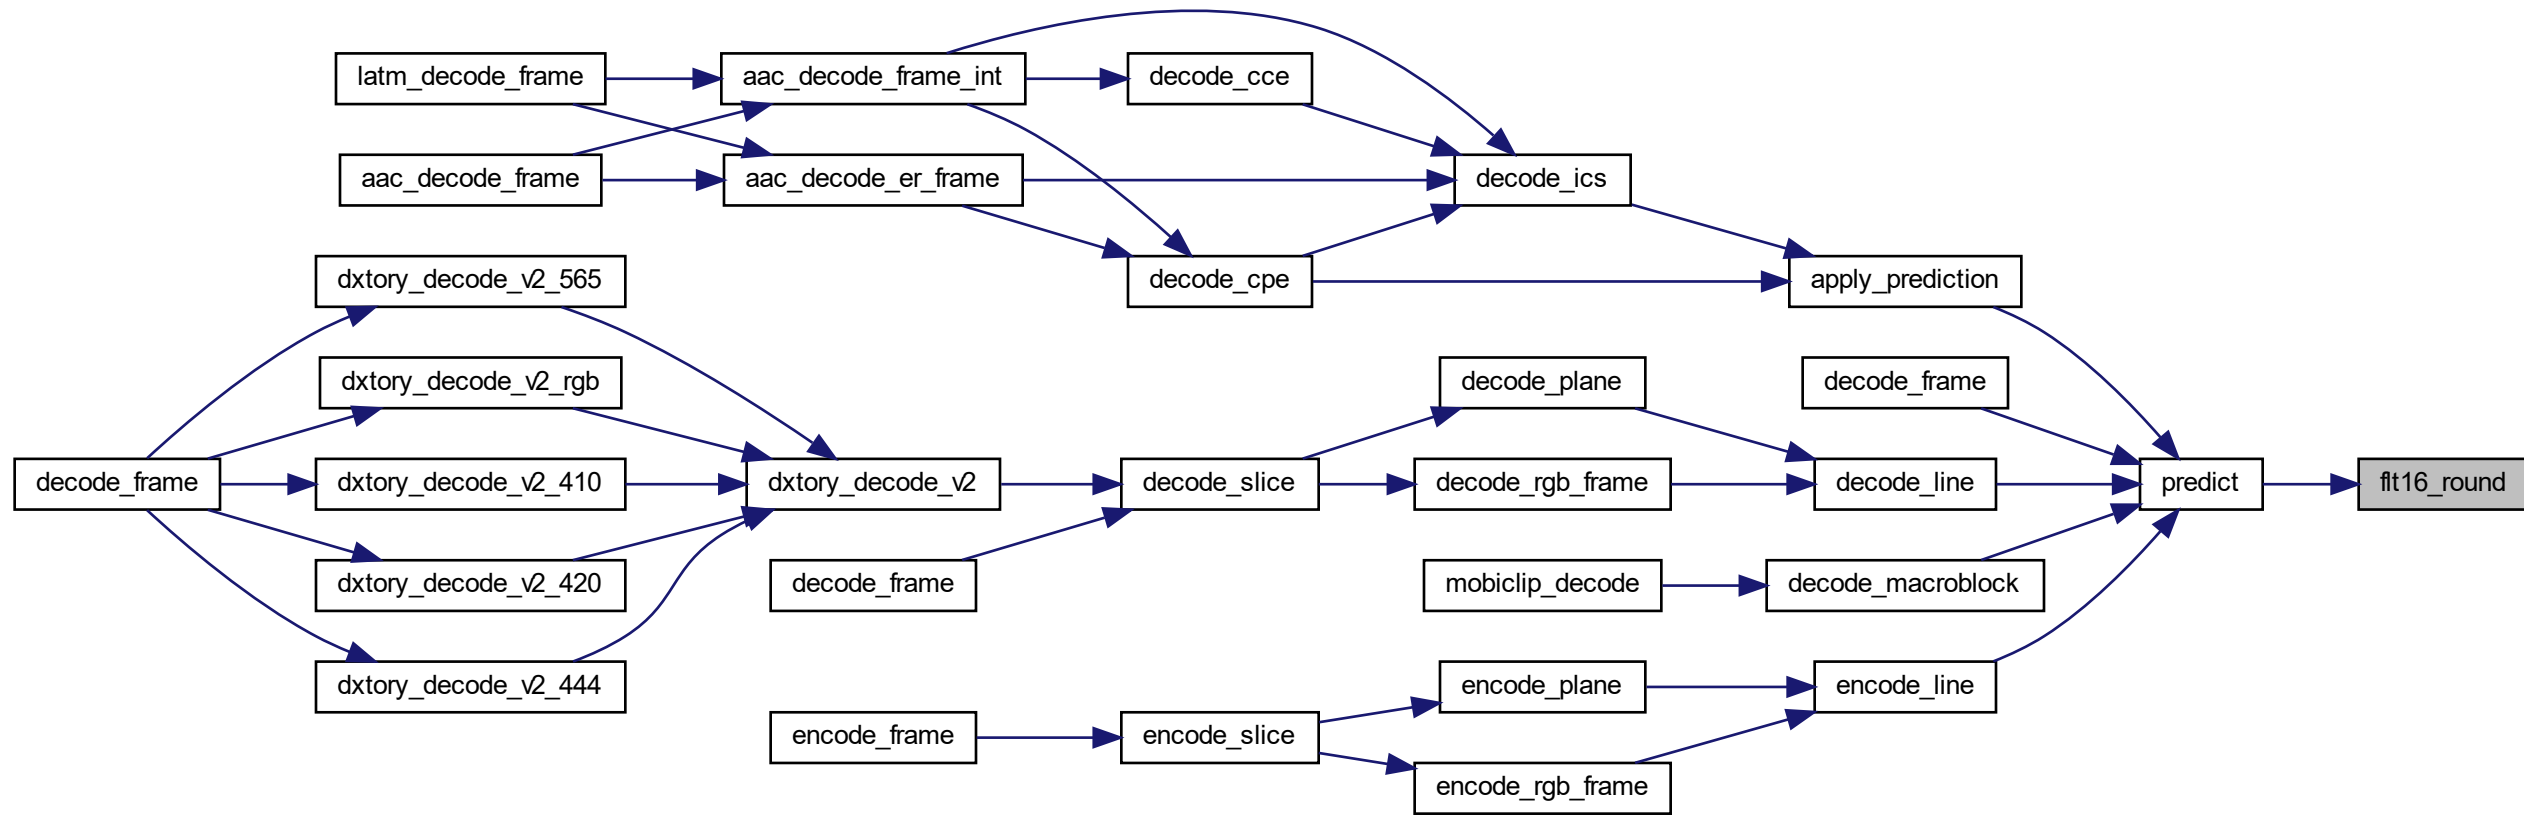 latm_decode_frame
aac_decode_frame_int
decode_cce
aac_decode_frame
aac_decode_er_frame
decode_ics
dxtory_decode_v2_565
decode_cpe
apply_prediction
dxtory_decode_v2_rgb
decode_plane
decode_frame
decode_frame
dxtory_decode_v2_410
dxtory_decode_v2
decode_slice
decode_rgb_frame
decode_line
predict
flt16_round
dxtory_decode_v2_420
decode_frame
mobiclip_decode
decode_macroblock
dxtory_decode_v2_444
encode_plane
encode_line
encode_frame
encode_slice
encode_rgb_frame